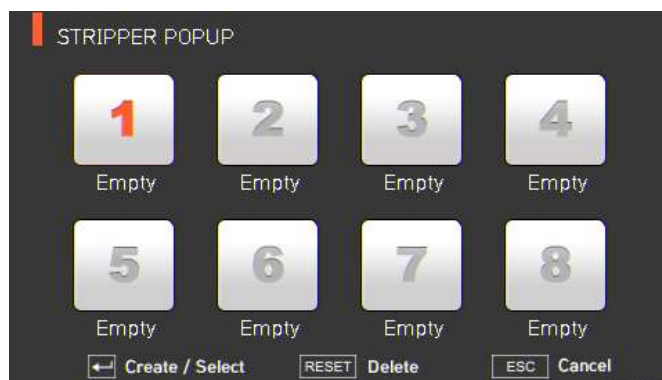 STRIPPER POPUP
1 2 3 4
Empty Empty Empty Empty
5 6 7 8
Empty Empty Empty Empty
Create / Select RESET Delete ESC Cancel